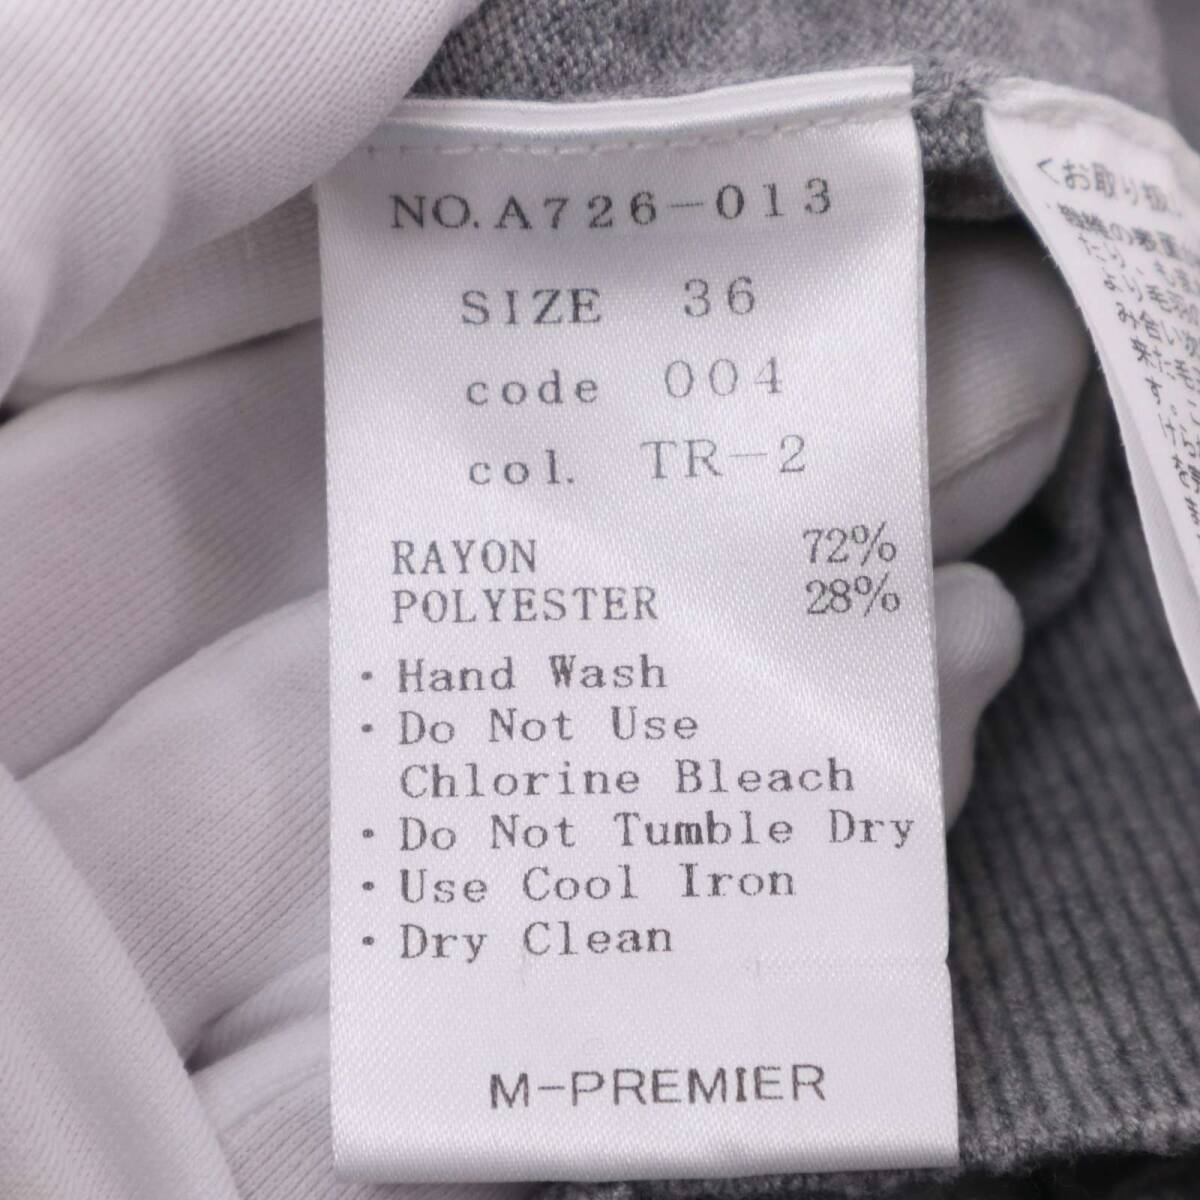 NO.A726-013
SIZE 36
code 004
col. TR-2
RAYON 72%
POLYESTER 28%
・Hand Wash
・Do Not Use
Chlorine Bleach
・Do Not Tumble Dry
・Use Cool Iron
・Dry Clean
M-PREMIER
<お取り扱